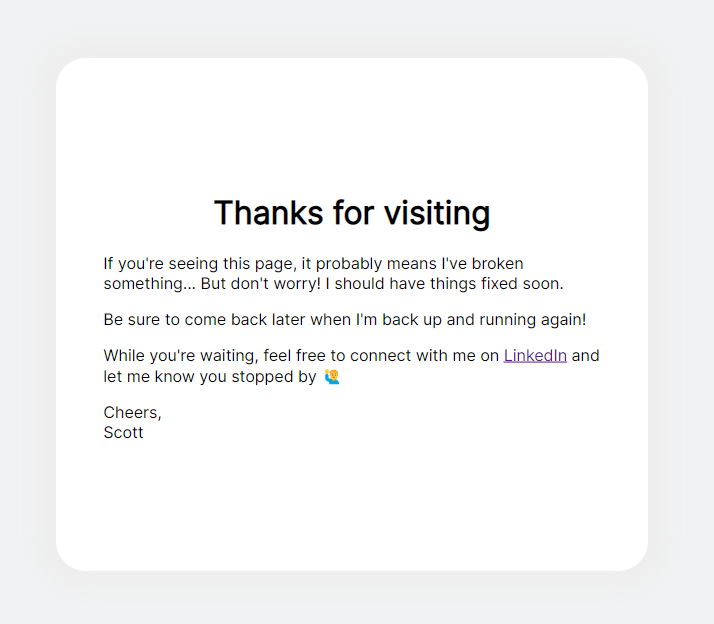 Thanks for visiting
If you're seeing this page, it probably means I've broken
something... But don't worry! I should have things fixed soon.
Be sure to come back later when I'm back up and running again!
While you're waiting, feel free to connect with me on LinkedIn and
let me know you stopped by 🙋‍♂️
Cheers,
Scott